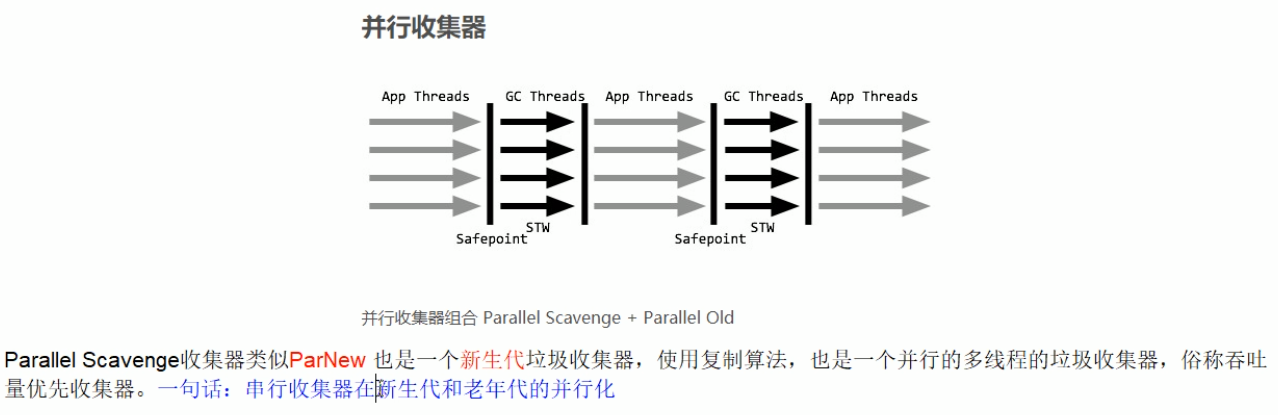 并行收集器
App Threads GC Threads App Threads GC Threads App Threads
STW STW
Safepoint Safepoint
并行收集器组合 Parallel Scavenge + Parallel Old
Parallel Scavenge收集器类似ParNew 也是一个新生代垃圾收集器，使用复制算法，也是一个并行的多线程的垃圾收集器，俗称吞吐
量优先收集器。一句话：串行收集器在新生代和老年代的并行化